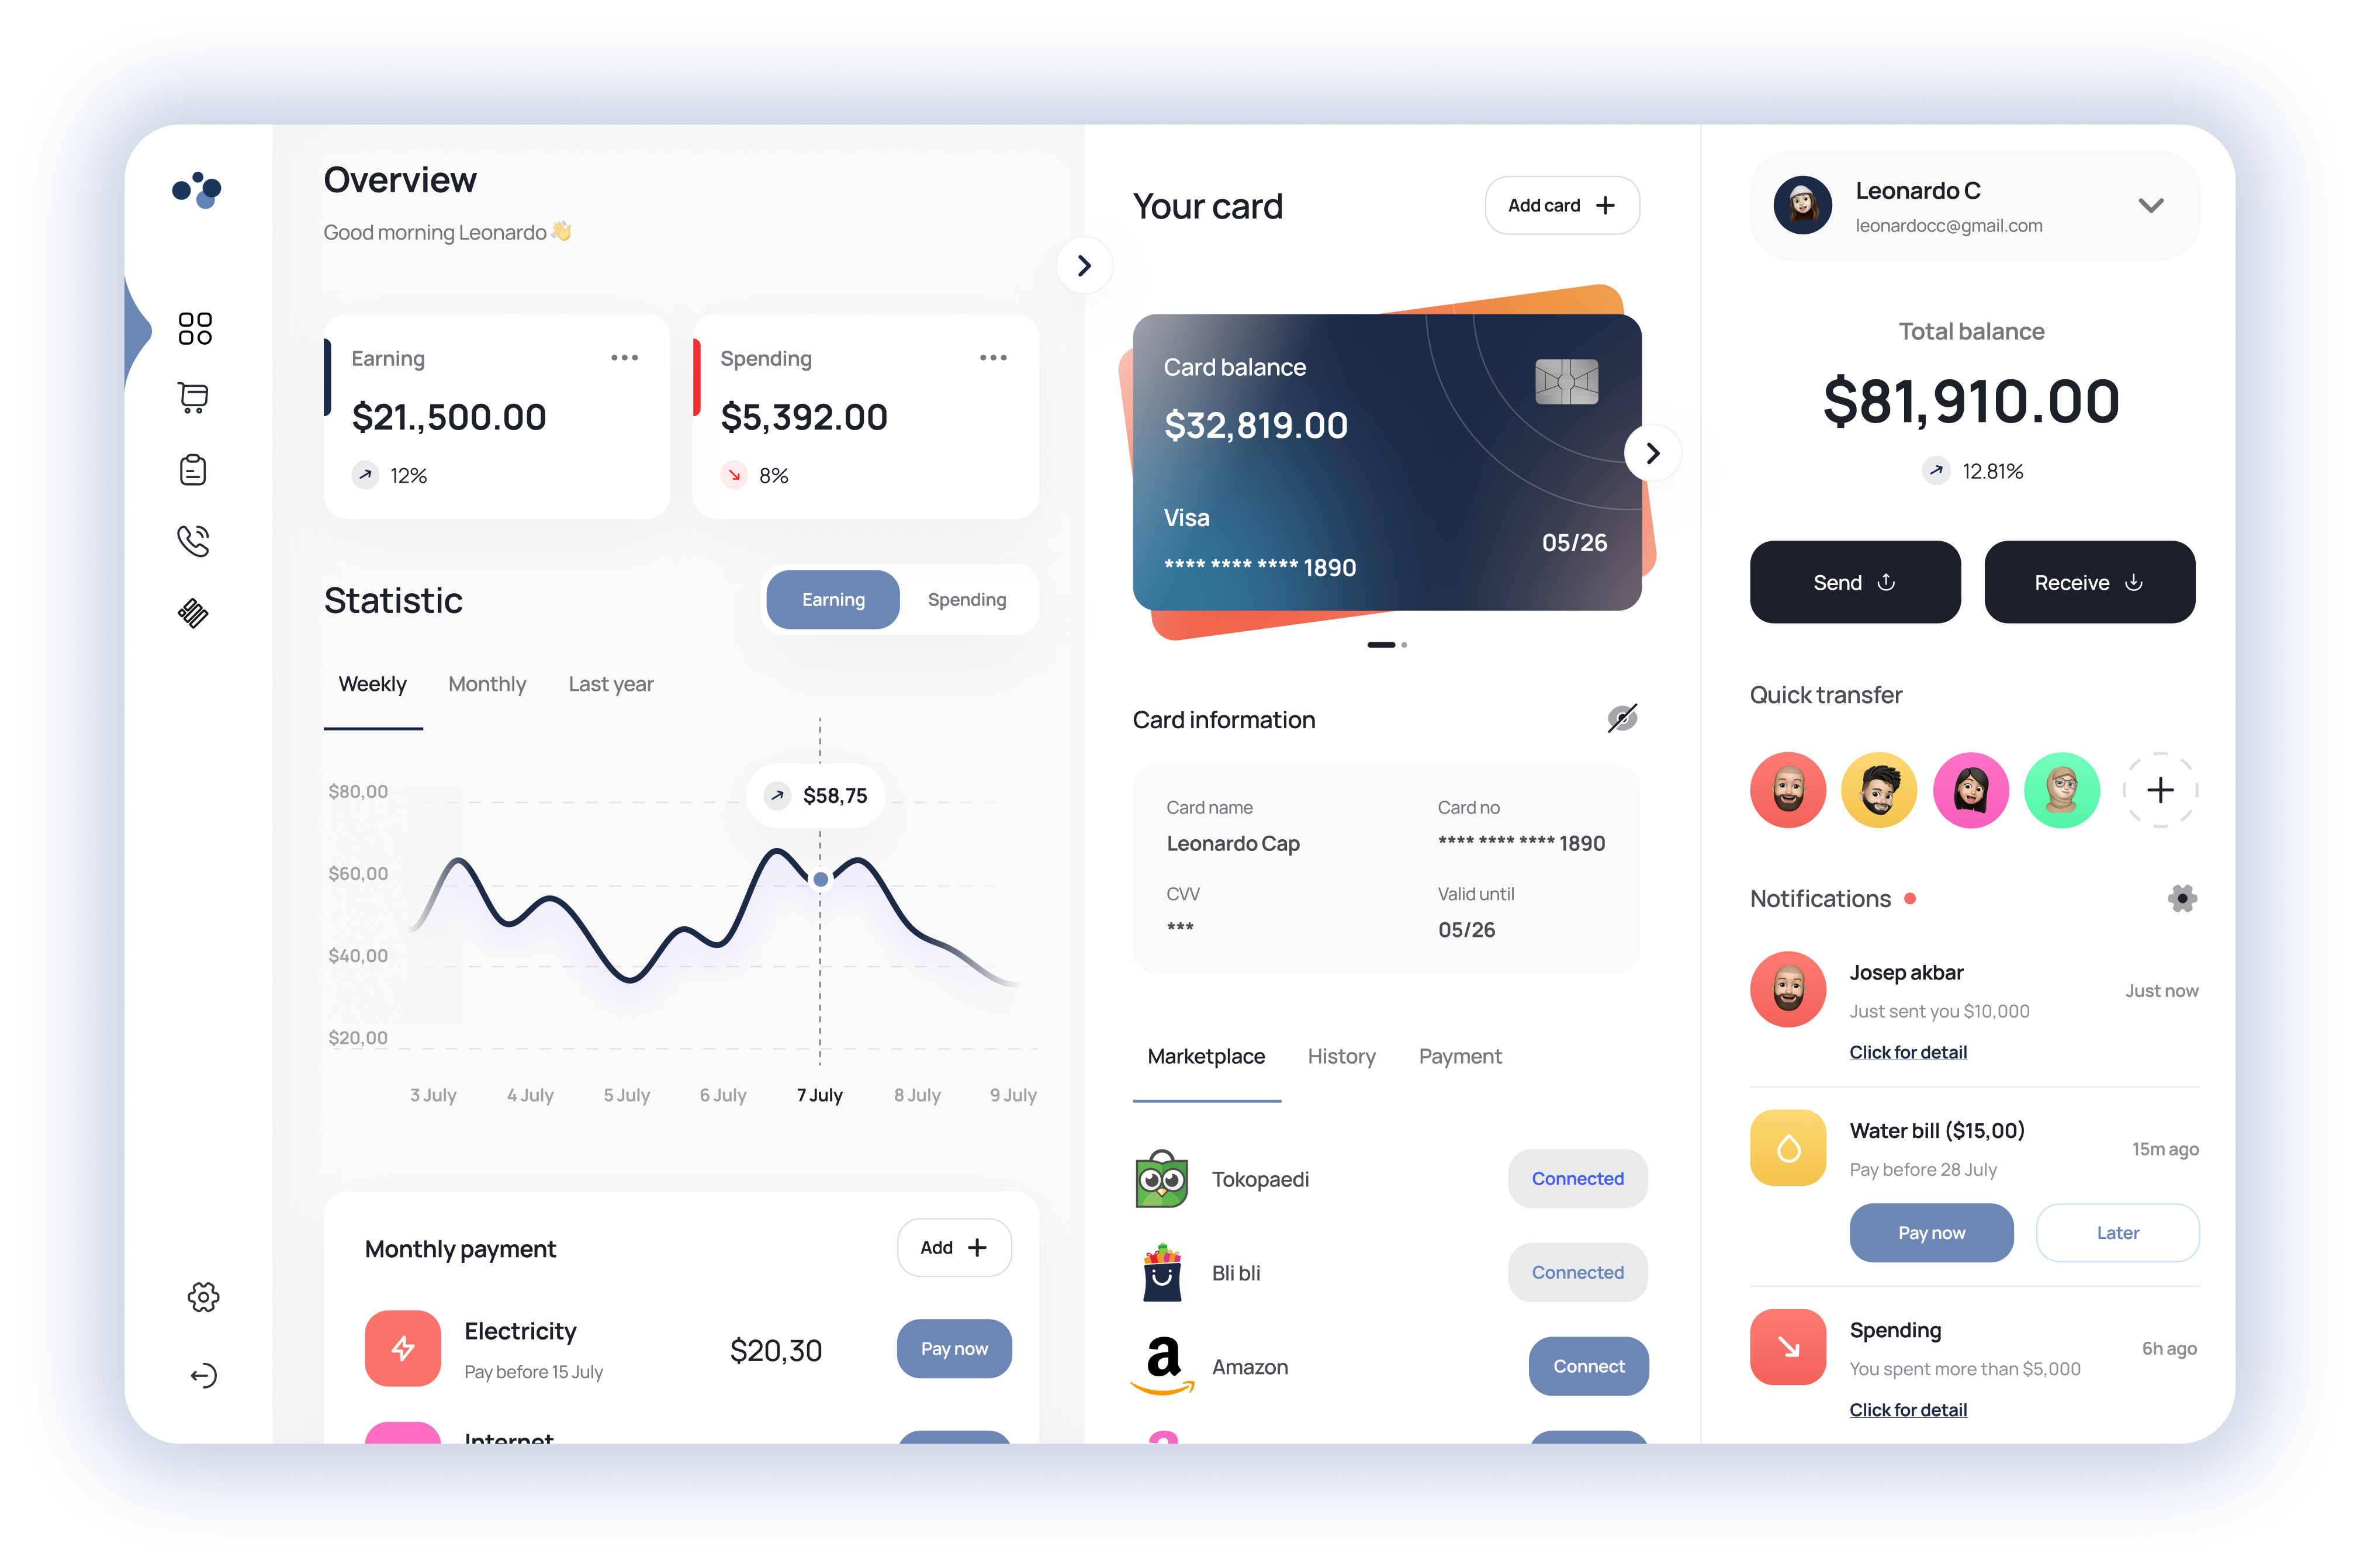 Overview
Good morning Leonardo 👋
Earning
$21.,500.00
12%
Spending
$5,392.00
8%
Statistic
Earning
Spending
Weekly
Monthly
Last year
$58,75
$80,00
$60,00
$40,00
$20,00
3 July
4 July
5 July
6 July
7 July
8 July
9 July
Monthly payment
Add
Electricity
Pay before 15 July
$20,30
Pay now
Internet
Your card
Add card
Card balance
$32,819.00
Visa
**** **** **** 1890
05/26
Card information
Card name
Leonardo Cap
Card no
**** **** **** 1890
CVV
***
Valid until
05/26
Marketplace
History
Payment
Tokopaedi
Connected
Bli bli
Connected
a
Amazon
Connect
Leonardo C
leonardocc@gmail.com
Total balance
$81,910.00
12.81%
Send
Receive
Quick transfer
Notifications
Josep akbar
Just sent you $10,000
Click for detail
Just now
Water bill ($15,00)
Pay before 28 July
15m ago
Pay now
Later
Spending
You spent more than $5,000
Click for detail
6h ago